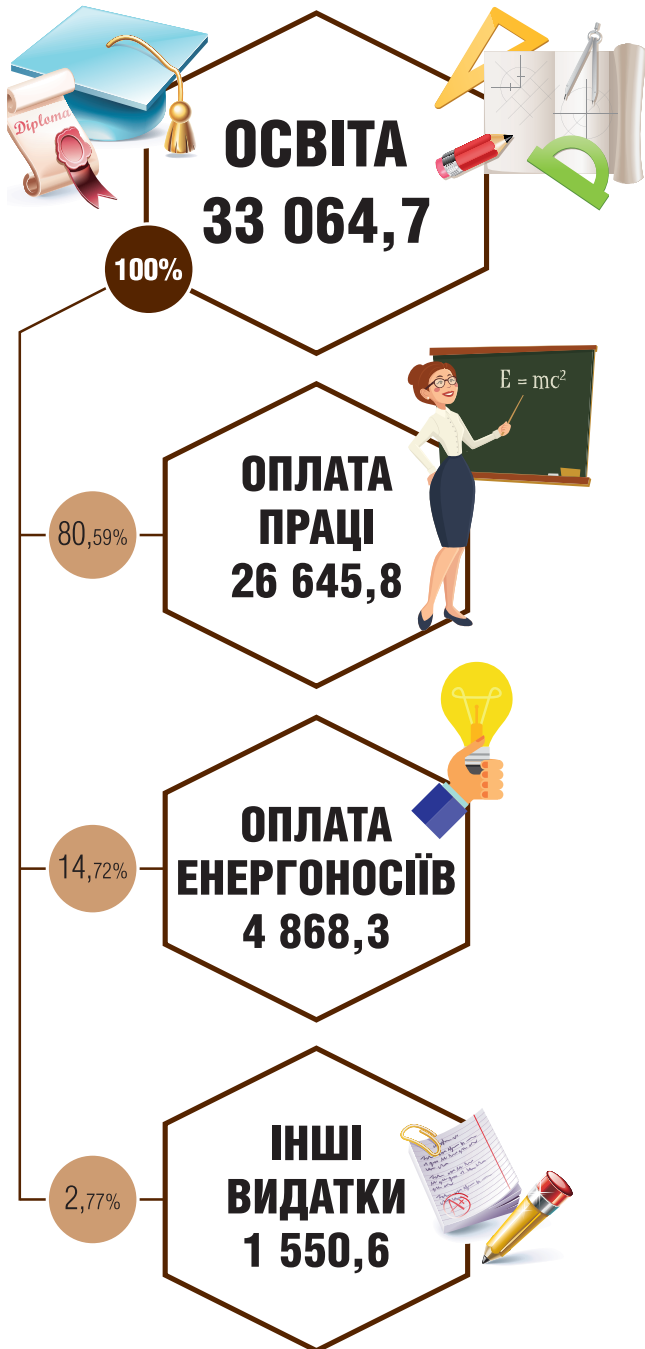 Diploma
ОСВІТА
33 064,7
100%
E = mc²
ОПЛАТА
ПРАЦІ
26 645,8
80,59%
ОПЛАТА
ЕНЕРГОНОСІЇВ
4 868,3
14,72%
ІНШІ
ВИДАТКИ
1 550,6
2,77%
A+